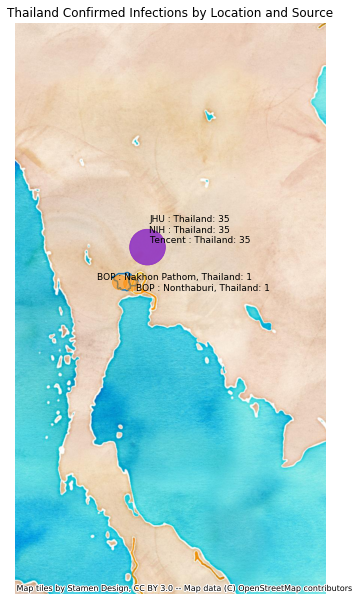 Thailand Confirmed Infections by Location and Source
JHU : Thailand: 35
NIH : Thailand: 35
Tencent : Thailand: 35
BOP : Nakhon Pathom, Thailand: 1
BOP : Nonthaburi, Thailand: 1
Map tiles by Stamen Design, CC BY 3.0 -- Map data (C) OpenStreetMap contributors